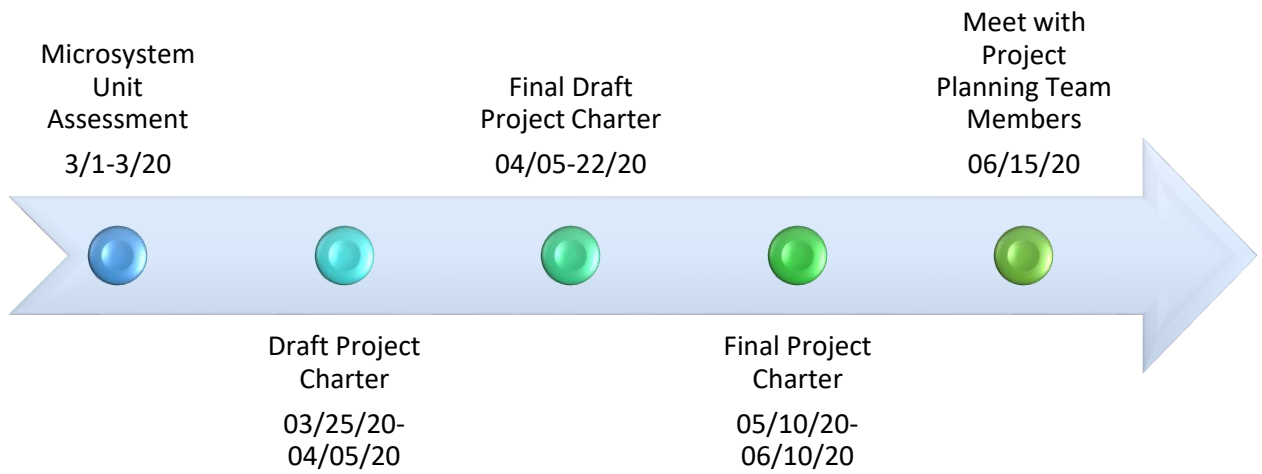 Microsystem
Unit
Assessment
3/1-3/20
Draft Project
Charter
03/25/20-
04/05/20
Final Draft
Project Charter
04/05-22/20
Final Project
Charter
05/10/20-
06/10/20
Meet with
Project
Planning Team
Members
06/15/20